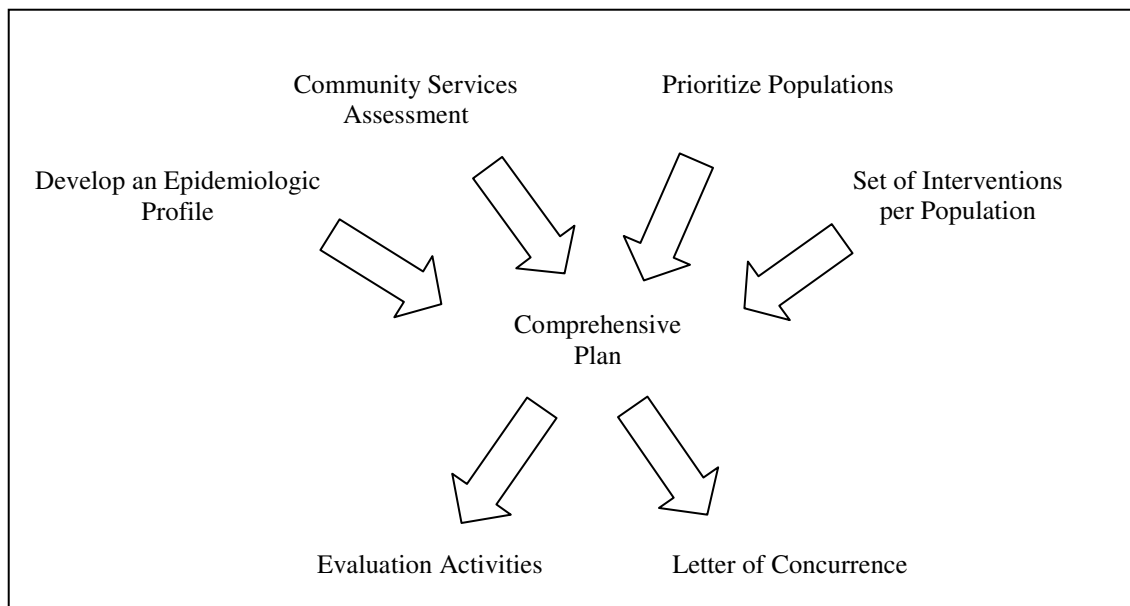 Community Services
Assessment
Prioritize Populations
Develop an Epidemiologic
Profile
Set of Interventions
per Population
Comprehensive
Plan
Evaluation Activities
Letter of Concurrence